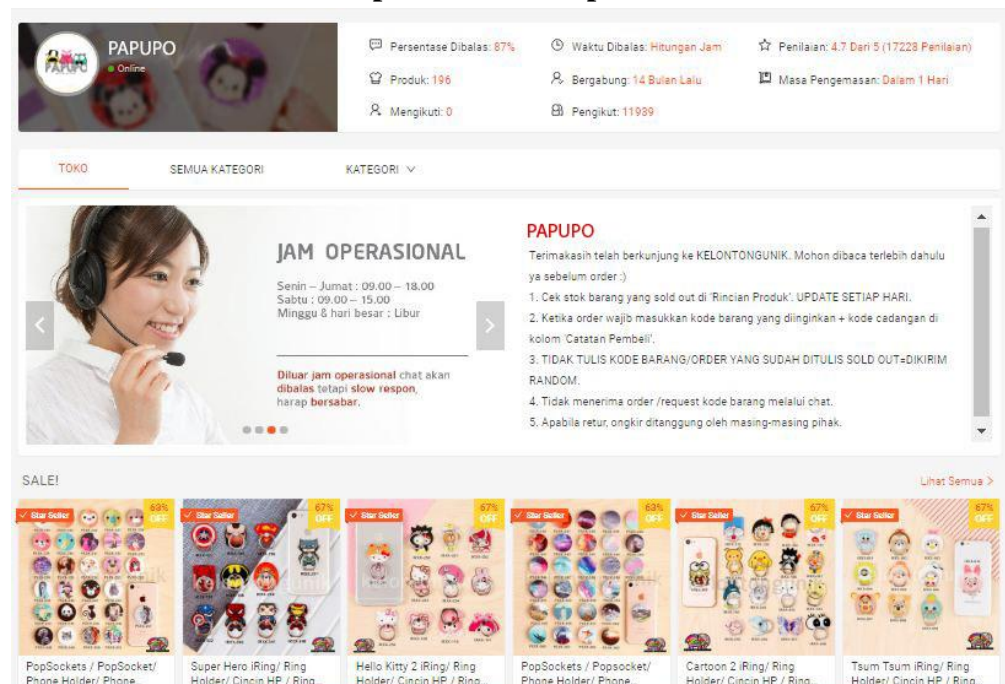 PAPUPO
Online
Persentase Dibalas: 87%
Waktu Dibalas: Hitungan Jam
Penilaian: 4.7 Dari 5 (17228 Penilaian)
Produk: 196
Bergabung: 14 Bulan Lalu
Masa Pengemasan: Dalam 1 Hari
Mengikuti: 0
Pengikut: 11939
TOKO
SEMUA KATEGORI
KATEGORI
JAM OPERASIONAL
Senin – Jumat : 09.00 – 18.00
Sabtu : 09.00 – 15.00
Minggu & hari besar : Libur
Diluar jam operasional chat akan
dibalas tetapi slow respon,
harap bersabar.
PAPUPO
Terimakasih telah berkunjung ke KELONTONGUNIK. Mohon dibaca terlebih dahulu
ya sebelum order :)
1. Cek stok barang yang sold out di 'Rincian Produk'. UPDATE SETIAP HARI.
2. Ketika order wajib masukkan kode barang yang diinginkan + kode cadangan di
kolom 'Catatan Pembeli'.
3. TIDAK TULIS KODE BARANG/ORDER YANG SUDAH DITULIS SOLD OUT=DIKIRIM
RANDOM.
4. Tidak menerima order /request kode barang melalui chat.
5. Apabila retur, ongkir ditanggung oleh masing-masing pihak.
SALE!
Lihat Semua >
Star Seller
63%
OFF
Star Seller
67%
OFF
Star Seller
67%
OFF
Star Seller
63%
OFF
Star Seller
67%
OFF
Star Seller
67%
OFF
PopSockets / PopSocket/
Phone Holder/ Phone...
Super Hero iRing/ Ring
Holder/ Cincin HP / Ring...
Hello Kitty 2 iRing/ Ring
Holder/ Cincin HP / Ring...
PopSockets / Popsocket/
Phone Holder/ Phone...
Cartoon 2 iRing/ Ring
Holder/ Cincin HP / Ring...
Tsum Tsum iRing/ Ring
Holder/ Cincin HP / Ring...